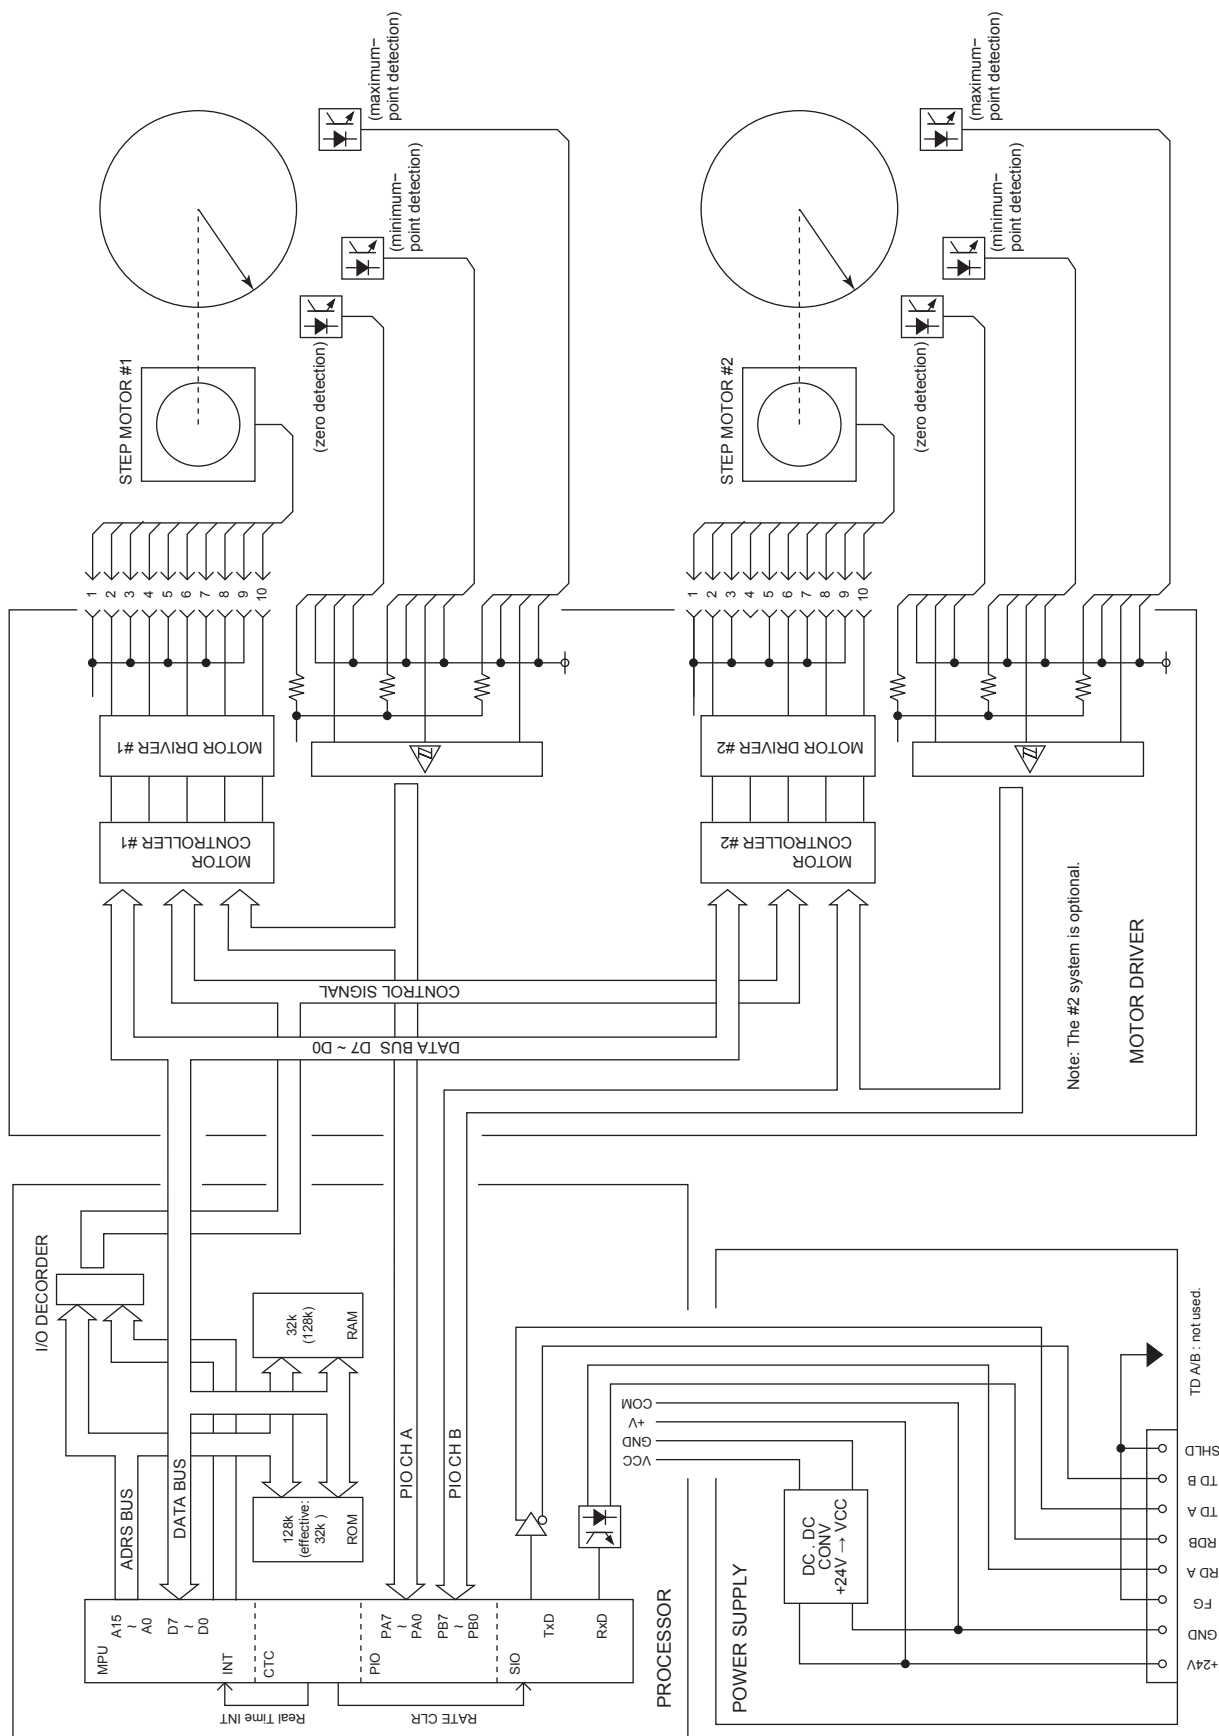 STEP MOTOR #1
(zero detection)
(minimum-
point detection)
(maximum-
point detection)
1
2
3
4
5
6
7
8
9
10
MOTOR DRIVER #1
MOTOR
CONTROLLER #1
STEP MOTOR #2
(zero detection)
(minimum-
point detection)
(maximum-
point detection)
1
2
3
4
5
6
7
8
9
10
MOTOR DRIVER #2
MOTOR
CONTROLLER #2
CONTROL SIGNAL
DATA BUS D7 ~ D0
Note: The #2 system is optional.
MOTOR DRIVER
I/O DECORDER
32k
(128k)
RAM
128k
(effective:
32k )
ROM
ADRS BUS
DATA BUS
PIO CH A
PIO CH B
MPU
A15
~
A0
D7
~
D0
INT
CTC
PIO
PA7
~
PA0
PB7
~
PB0
SIO
TxD
RxD
Real Time INT
RATE CLR
PROCESSOR
COM
+V
GND
VCC
DC . DC
CONV
+24V → VCC
POWER SUPPLY
TD A/B : not used.
SHLD
TD B
TD A
RDB
RD A
FG
GND
+24V